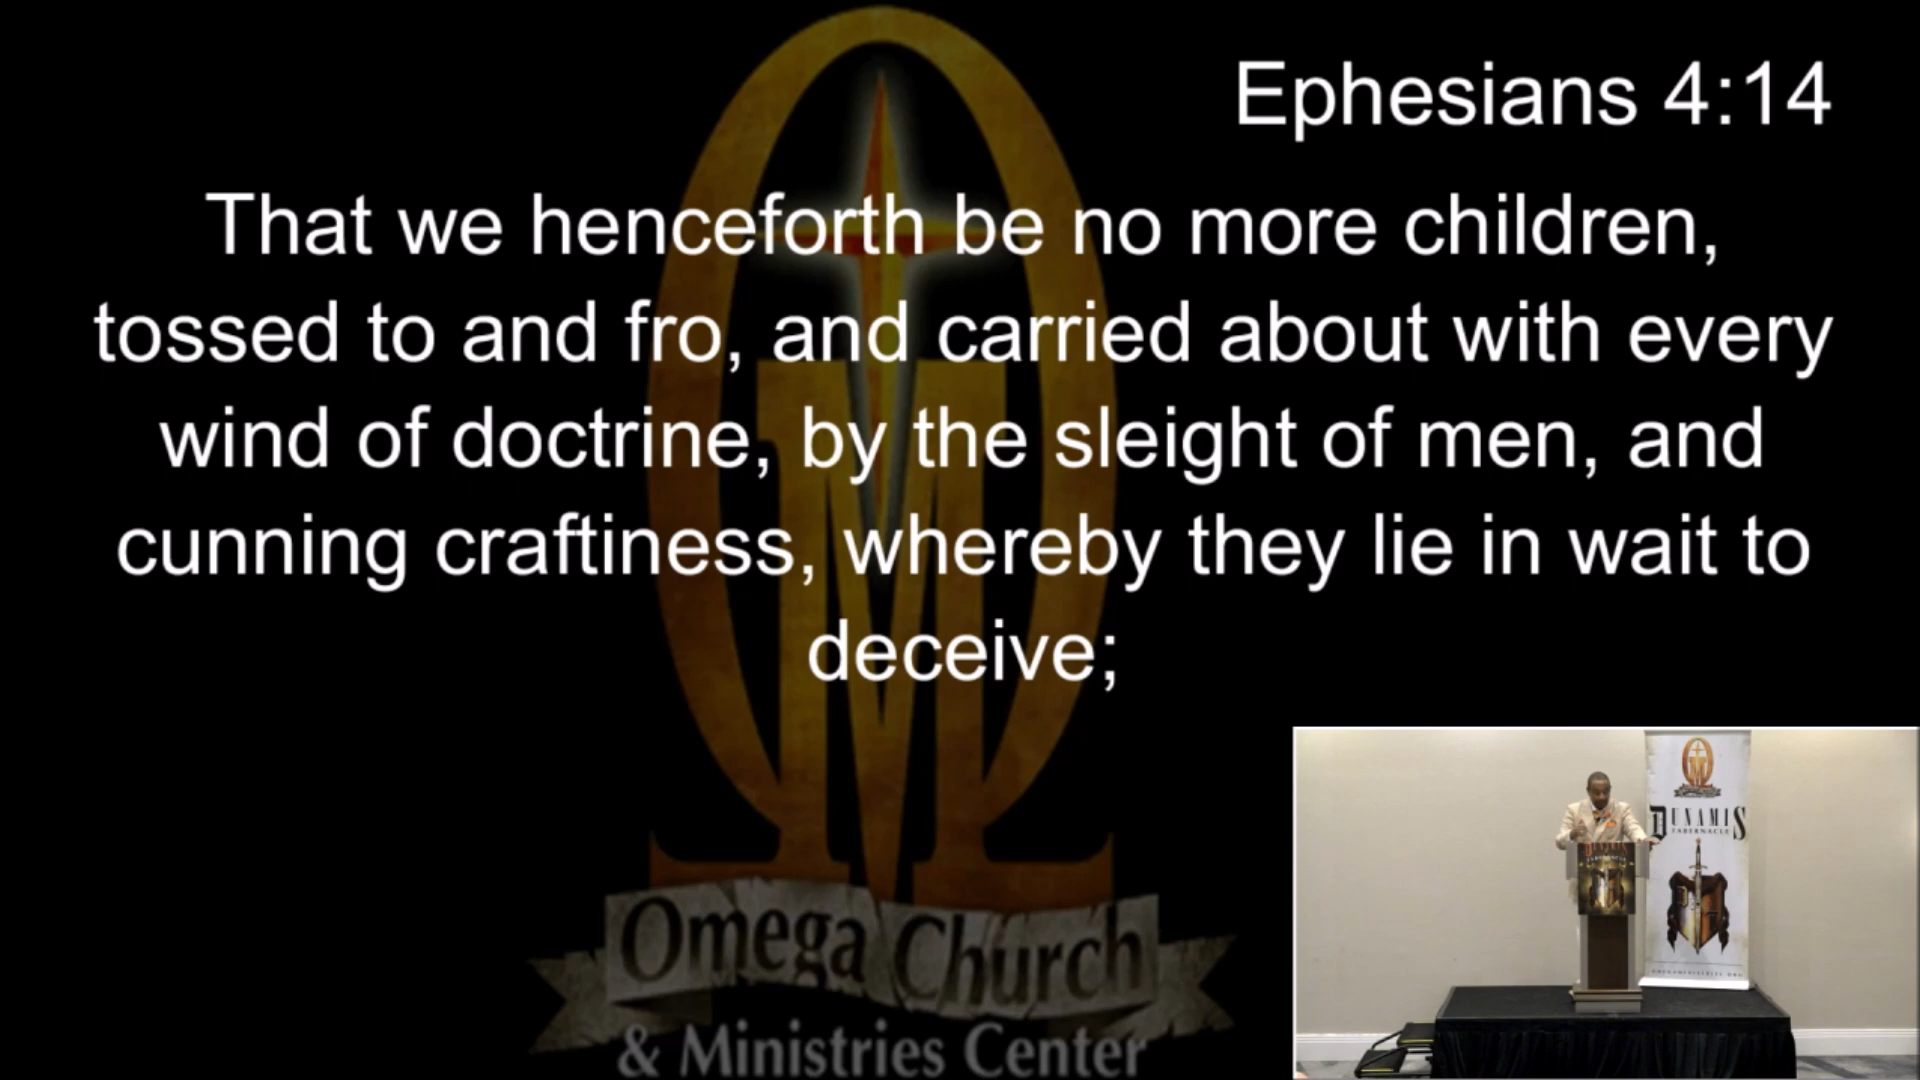 Ephesians 4:14
That we henceforth be no more children,
tossed to and fro, and carried about with every
wind of doctrine, by the sleight of men, and
cunning craftiness, whereby they lie in wait to
deceive;
Omega Church
& Ministries Center
DUNAMIS
TABERNACLE
DUNAMIS